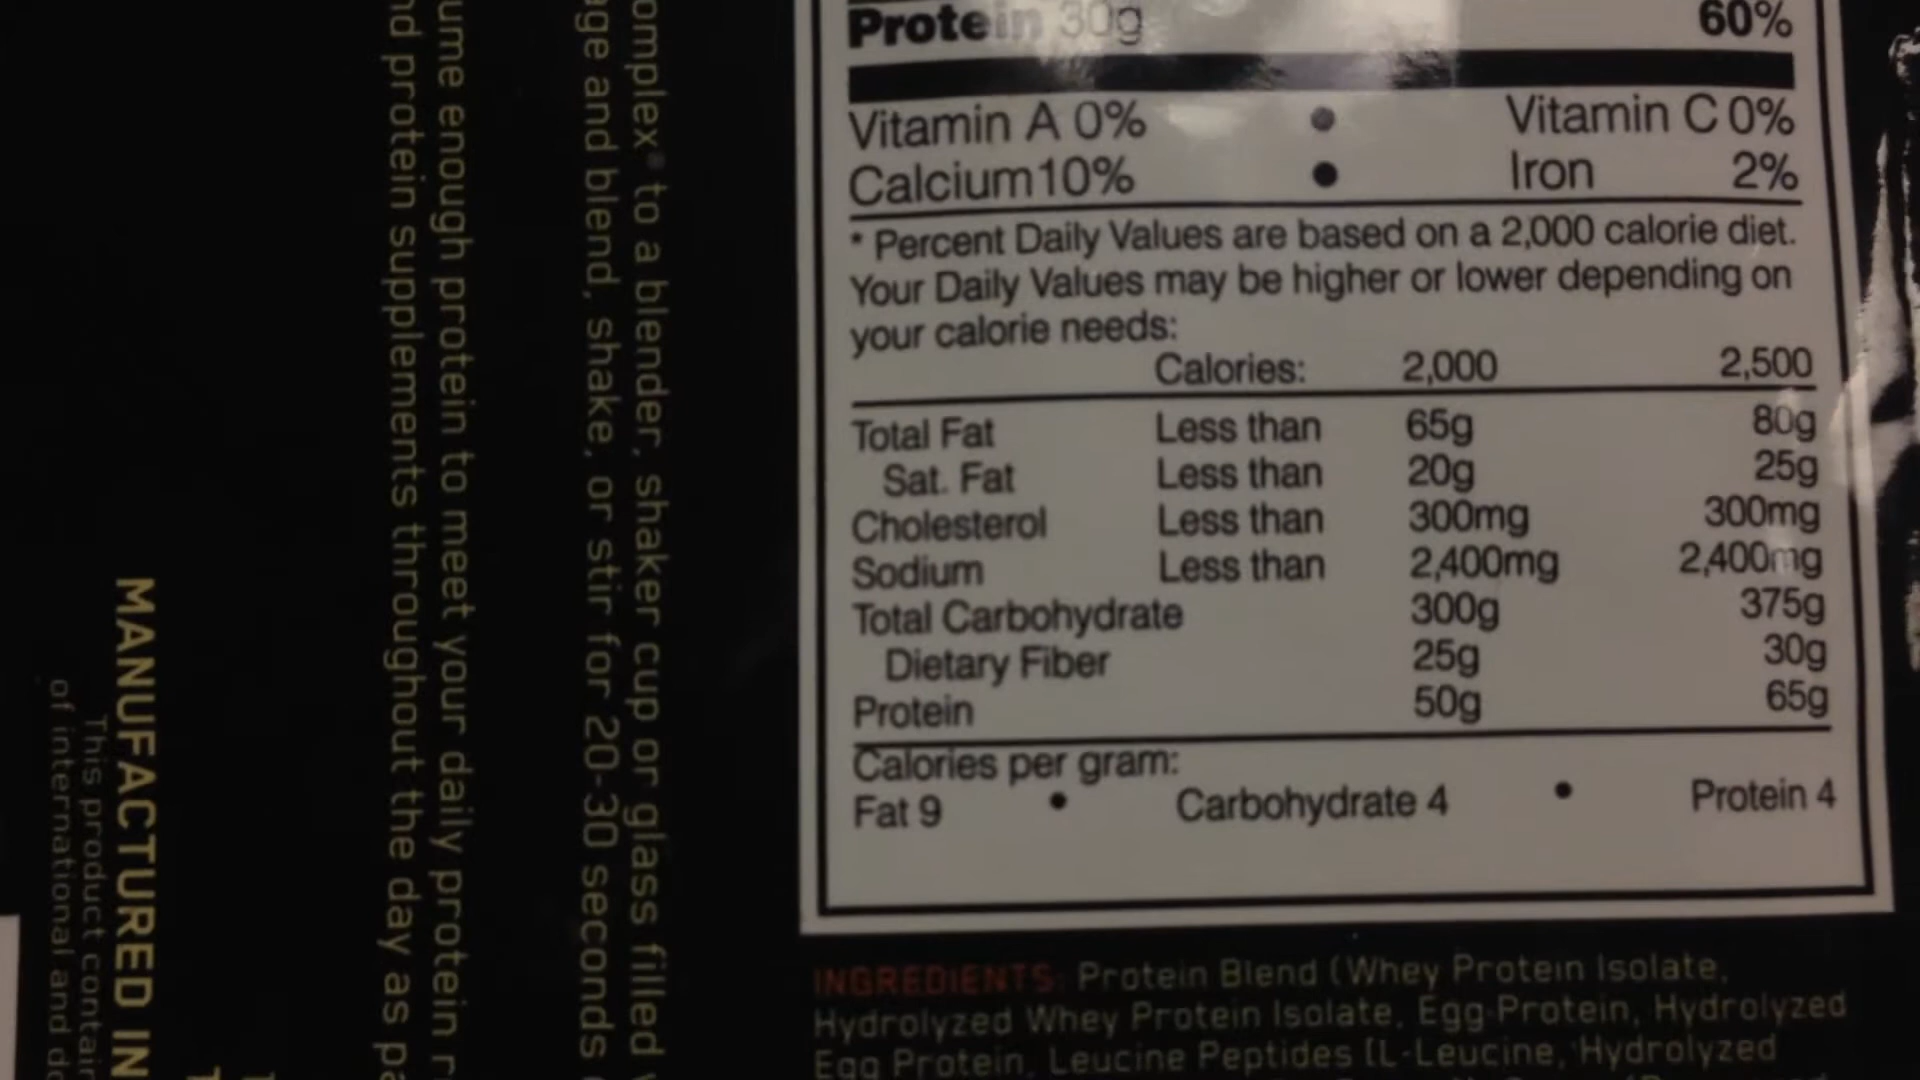 Protein 30g 60%
Vitamin A 0% • Vitamin C 0%
Calcium 10% • Iron 2%
* Percent Daily Values are based on a 2,000 calorie diet.
Your Daily Values may be higher or lower depending on
your calorie needs:
Calories: 2,000 2,500
Total Fat Less than 65g 80g
Sat. Fat Less than 20g 25g
Cholesterol Less than 300mg 300mg
Sodium Less than 2,400mg 2,400mg
Total Carbohydrate 300g 375g
Dietary Fiber 25g 30g
Protein 50g 65g
Calories per gram:
Fat 9 • Carbohydrate 4 • Protein 4
INGREDIENTS: Protein Blend (Whey Protein Isolate,
Hydrolyzed Whey Protein Isolate, Egg Protein, Hydrolyzed
Egg Protein, Leucine Peptides [L-Leucine, Hydrolyzed
omplex® to a blender, shaker cup or glass filled
age and blend, shake, or stir for 20-30 seconds
ume enough protein to meet your daily protein
nd protein supplements throughout the day as
MANUFACTURED IN
This product contain
of international and do